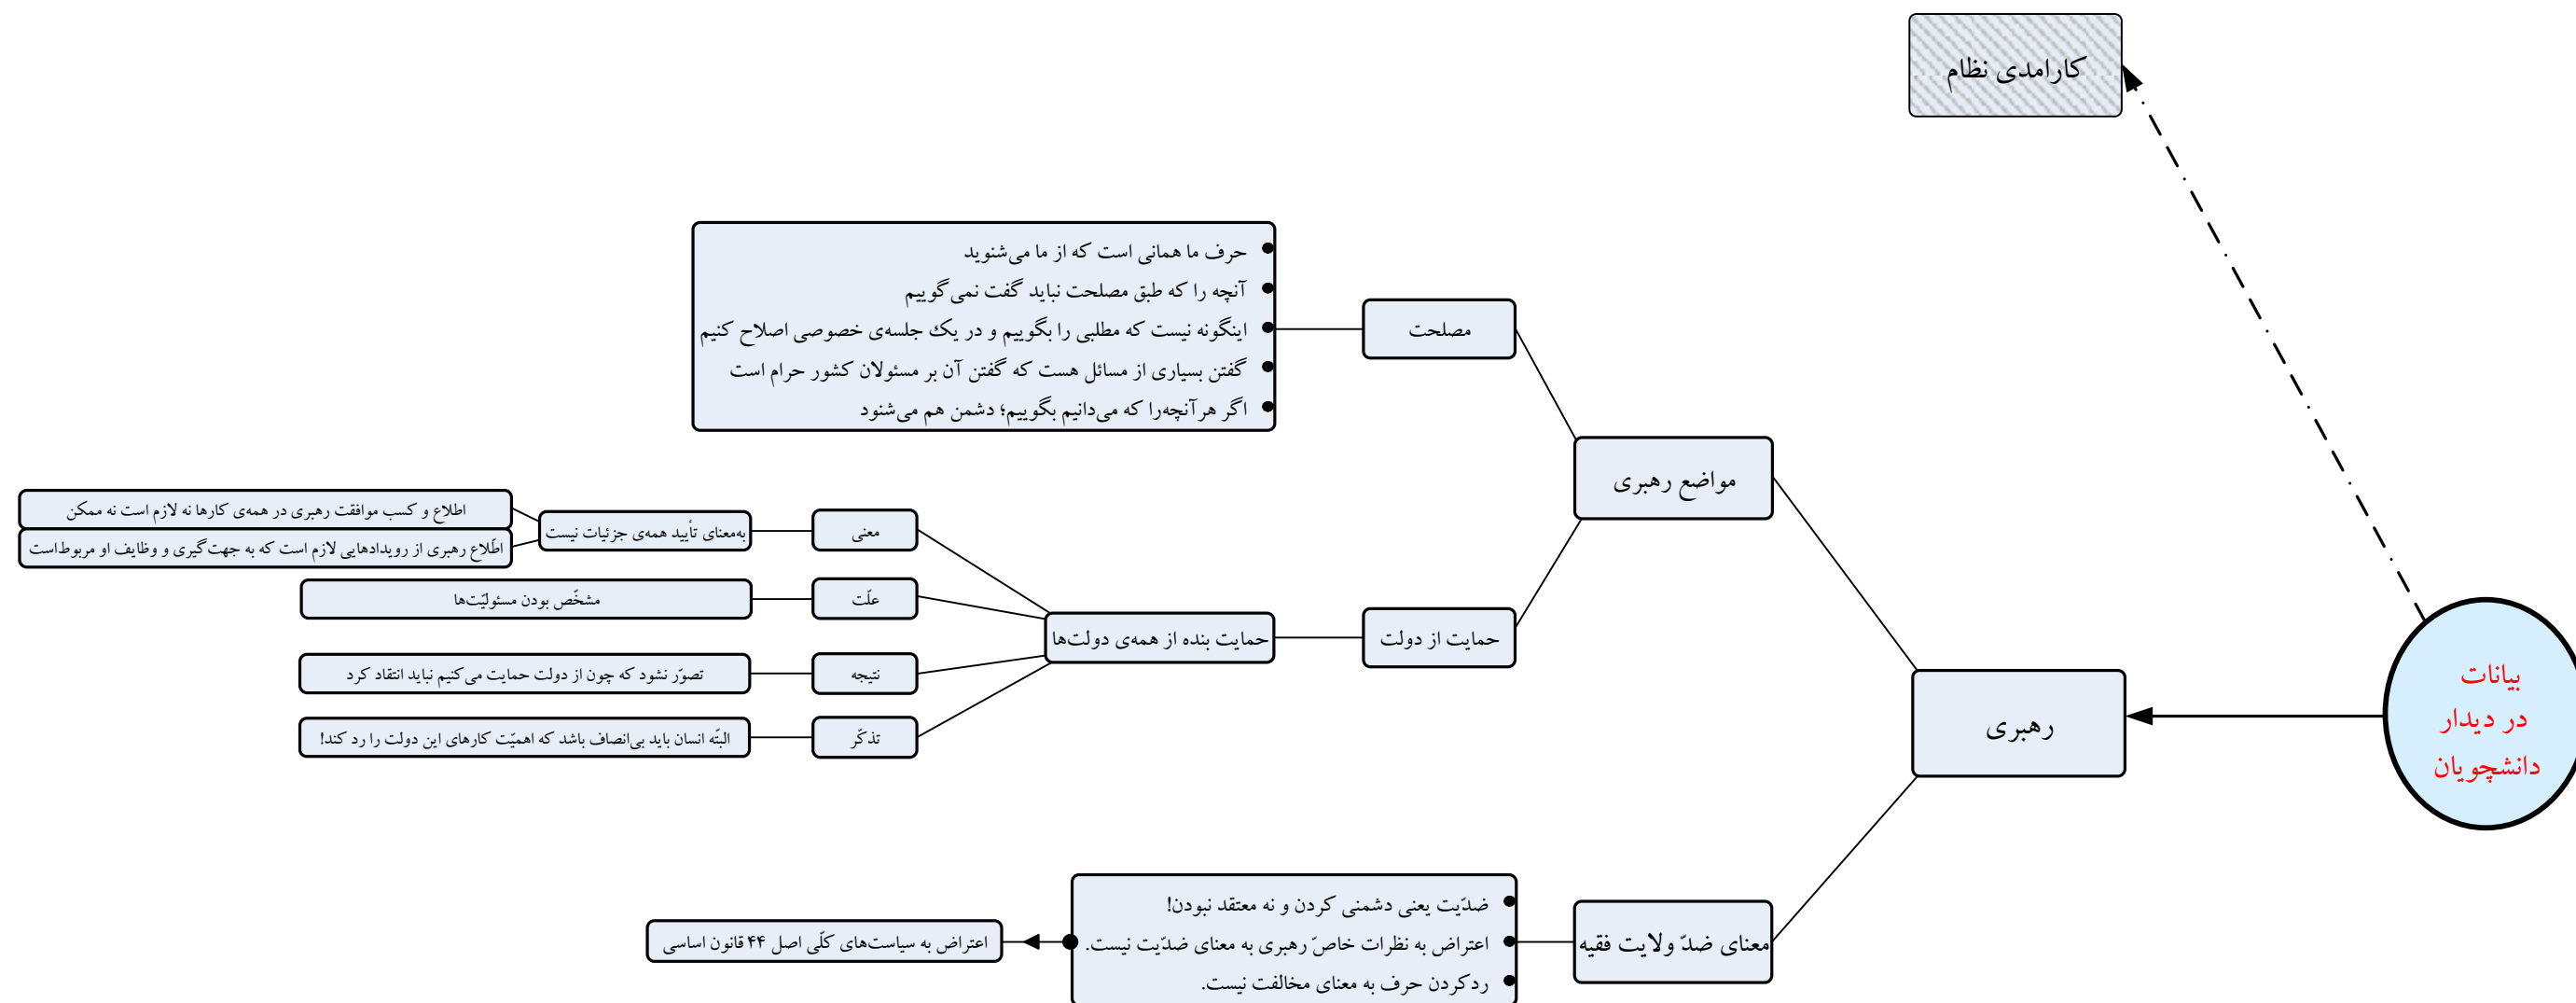 کارامدی نظام
بیانات
در دیدار
دانشجویان
رهبری
مواضع رهبری
مصلحت
حرف ما همانی است که از ما می‌شنوید
آنچه را که طبق مصلحت نباید گفت نمی‌گوییم
اینگونه نیست که مطلبی را بگوییم و در یک جلسه‌ی خصوصی اصلاح کنیم
گفتن بسیاری از مسائل هست که گفتن آن بر مسئولان کشور حرام است
اگر هرآنچه‌را که می‌دانیم بگوییم؛ دشمن هم می‌شنود
حمایت از دولت
حمایت بنده از همه‌ی دولت‌ها
معنی
به‌معنای تأیید همه‌ی جزئیات نیست
اطلاع و کسب موافقت رهبری در همه‌ی کارها نه لازم است نه ممکن
اطّلاع رهبری از رویدادهایی لازم است که به جهت‌گیری و وظایف او مربوط‌است
علّت
مشخّص بودن مسئولیّت‌ها
نتیجه
تصوّر نشود که چون از دولت حمایت می‌کنیم نباید انتقاد کرد
تذکّر
البتّه انسان باید بی‌انصاف باشد که اهمیّت کارهای این دولت را رد کند!
معنای ضدّ ولایت فقیه
ضدّیت یعنی دشمنی کردن و نه معتقد نبودن!
اعتراض به نظرات خاصّ رهبری به معنای ضدّیت نیست.
ردکردن حرف به معنای مخالفت نیست.
اعتراض به سیاست‌های کلّی اصل ۴۴ قانون اساسی